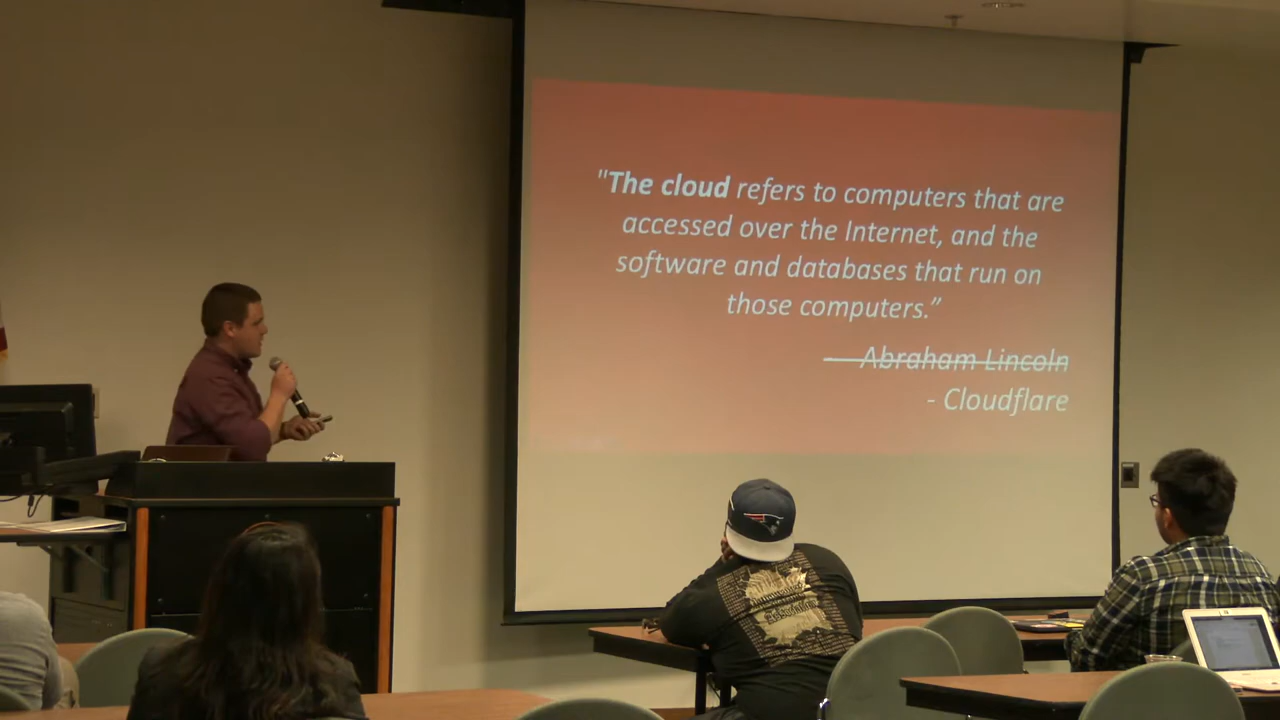 "The cloud refers to computers that are
accessed over the Internet, and the
software and databases that run on
those computers.”
- Abraham Lincoln
- Cloudflare